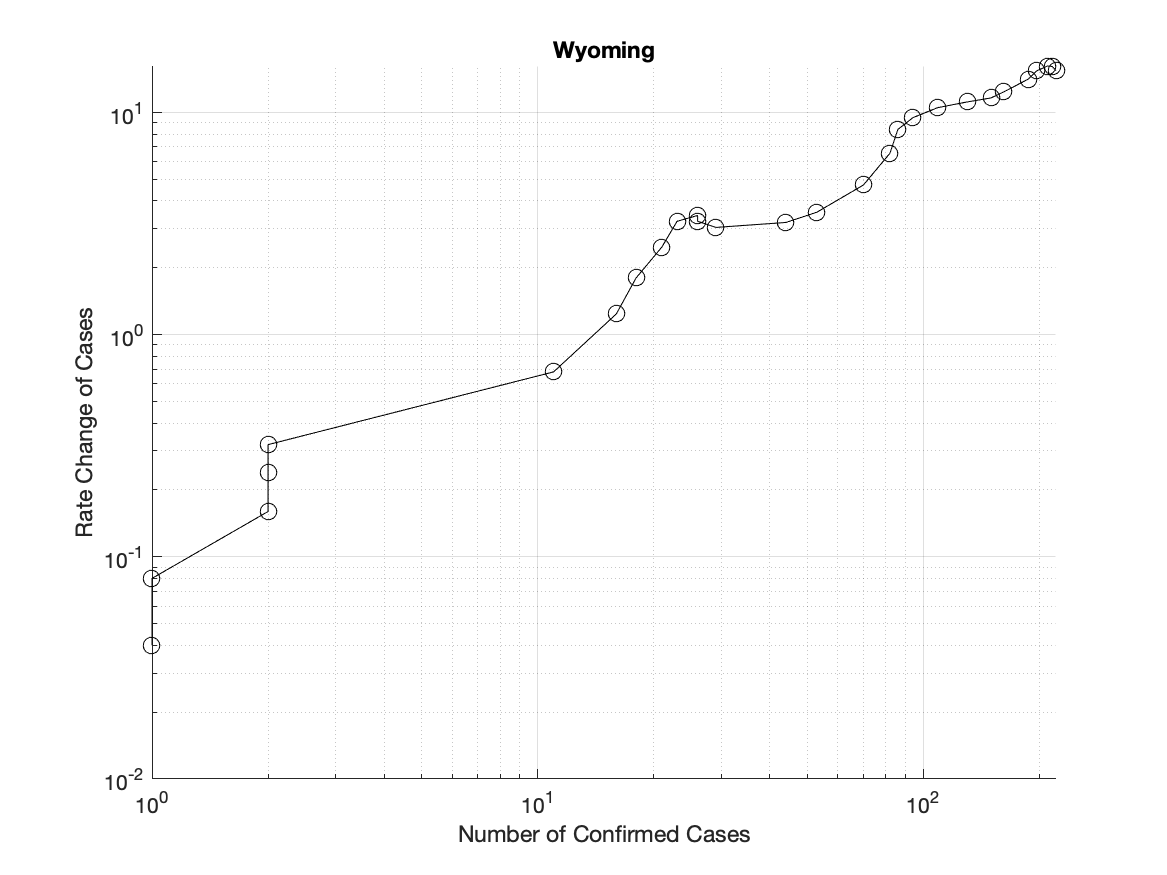 Wyoming
Rate Change of Cases
10^1
10^0
10^-1
10^-2
10^0
10^1
10^2
Number of Confirmed Cases